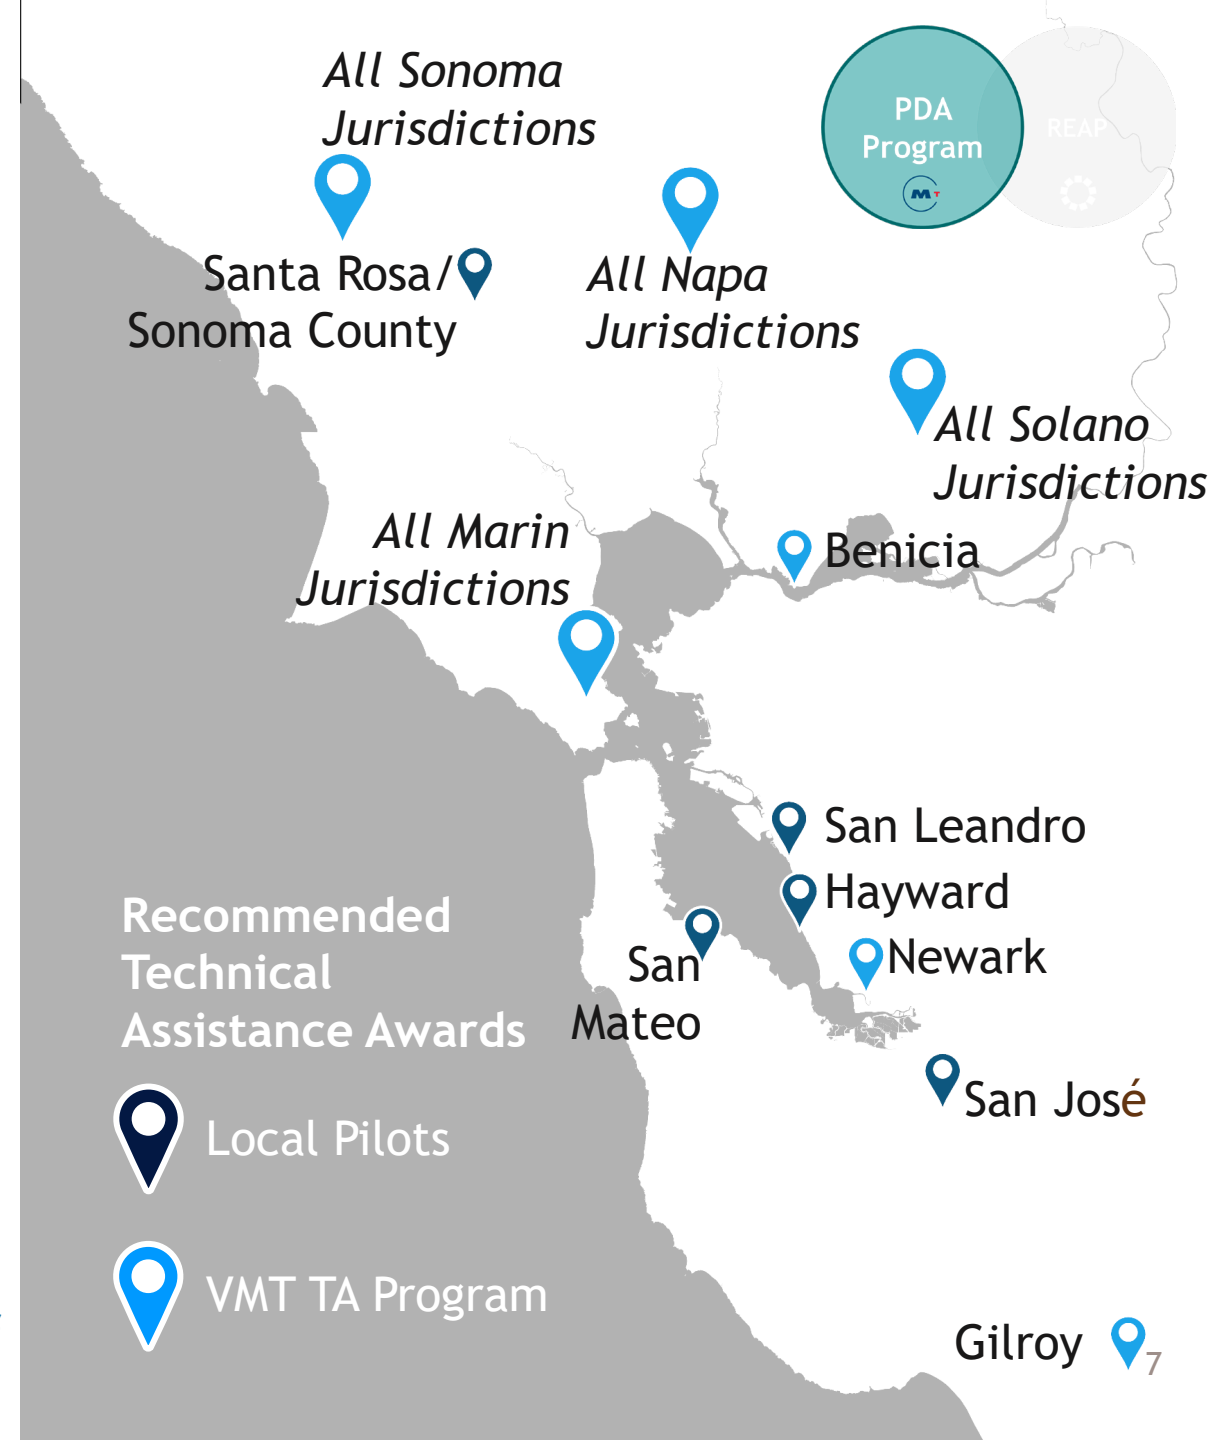 All Sonoma
Jurisdictions
PDA
Program
REAP
MT
Santa Rosa/
Sonoma County
All Napa
Jurisdictions
All Solano
Jurisdictions
All Marin
Jurisdictions
Benicia
San Leandro
Hayward
Newark
San
Mateo
San José
Recommended
Technical
Assistance Awards
Local Pilots
VMT TA Program
Gilroy
7